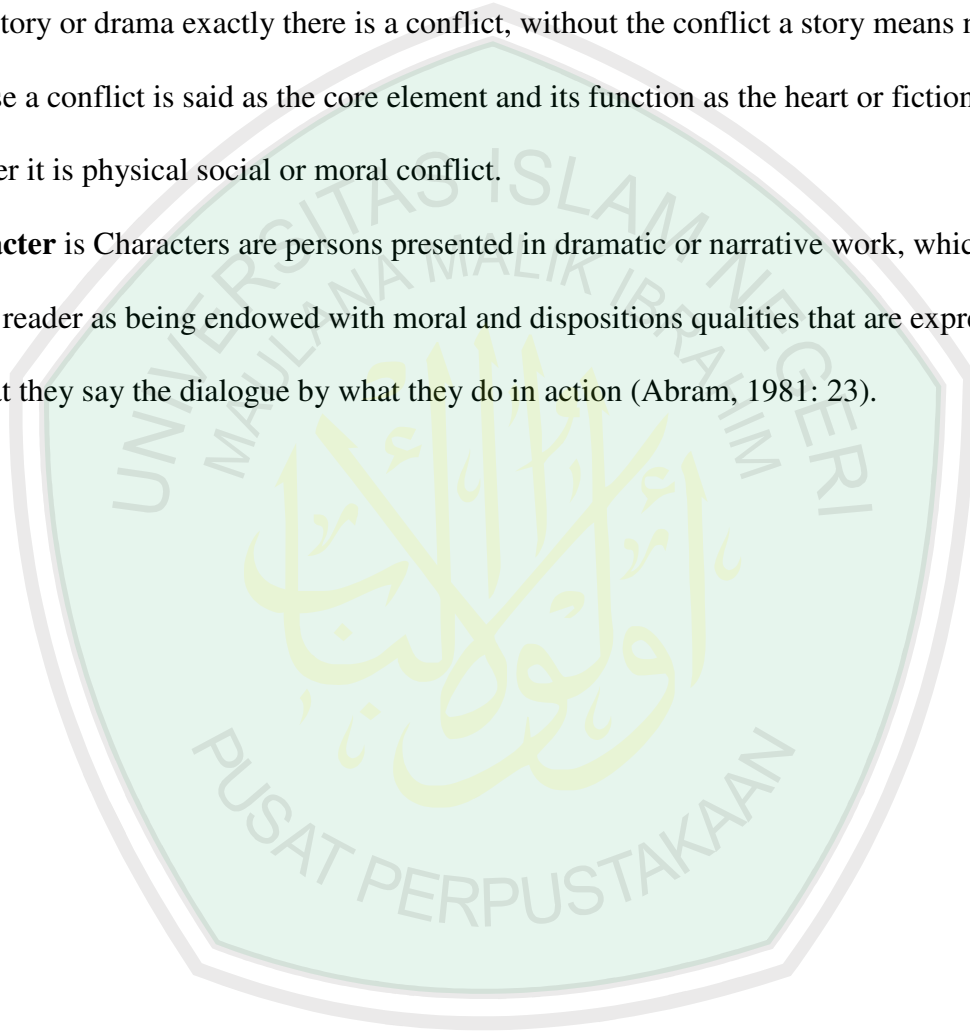 tory or drama exactly there is a conflict, without the conflict a story means
se a conflict is said as the core element and its function as the heart or fiction
er it is physical social or moral conflict.
acter is Characters are persons presented in dramatic or narrative work, whic
reader as being endowed with moral and dispositions qualities that are expre
at they say the dialogue by what they do in action (Abram, 1981: 23).
UNIVERSITAS ISLAM NEGERI
MAULANA MALIK IBRAHIM
أولوا الألباب
PUSAT PERPUSTAKAAN